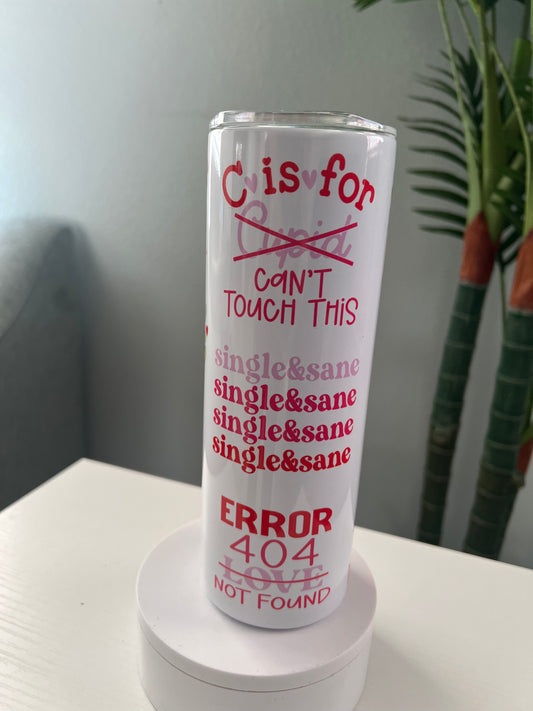 C is for
Cupid
CAN'T
TOUCH THIS
single&sane
single&sane
single&sane
single&sane
ERROR
404
LOVE
NOT FOUND